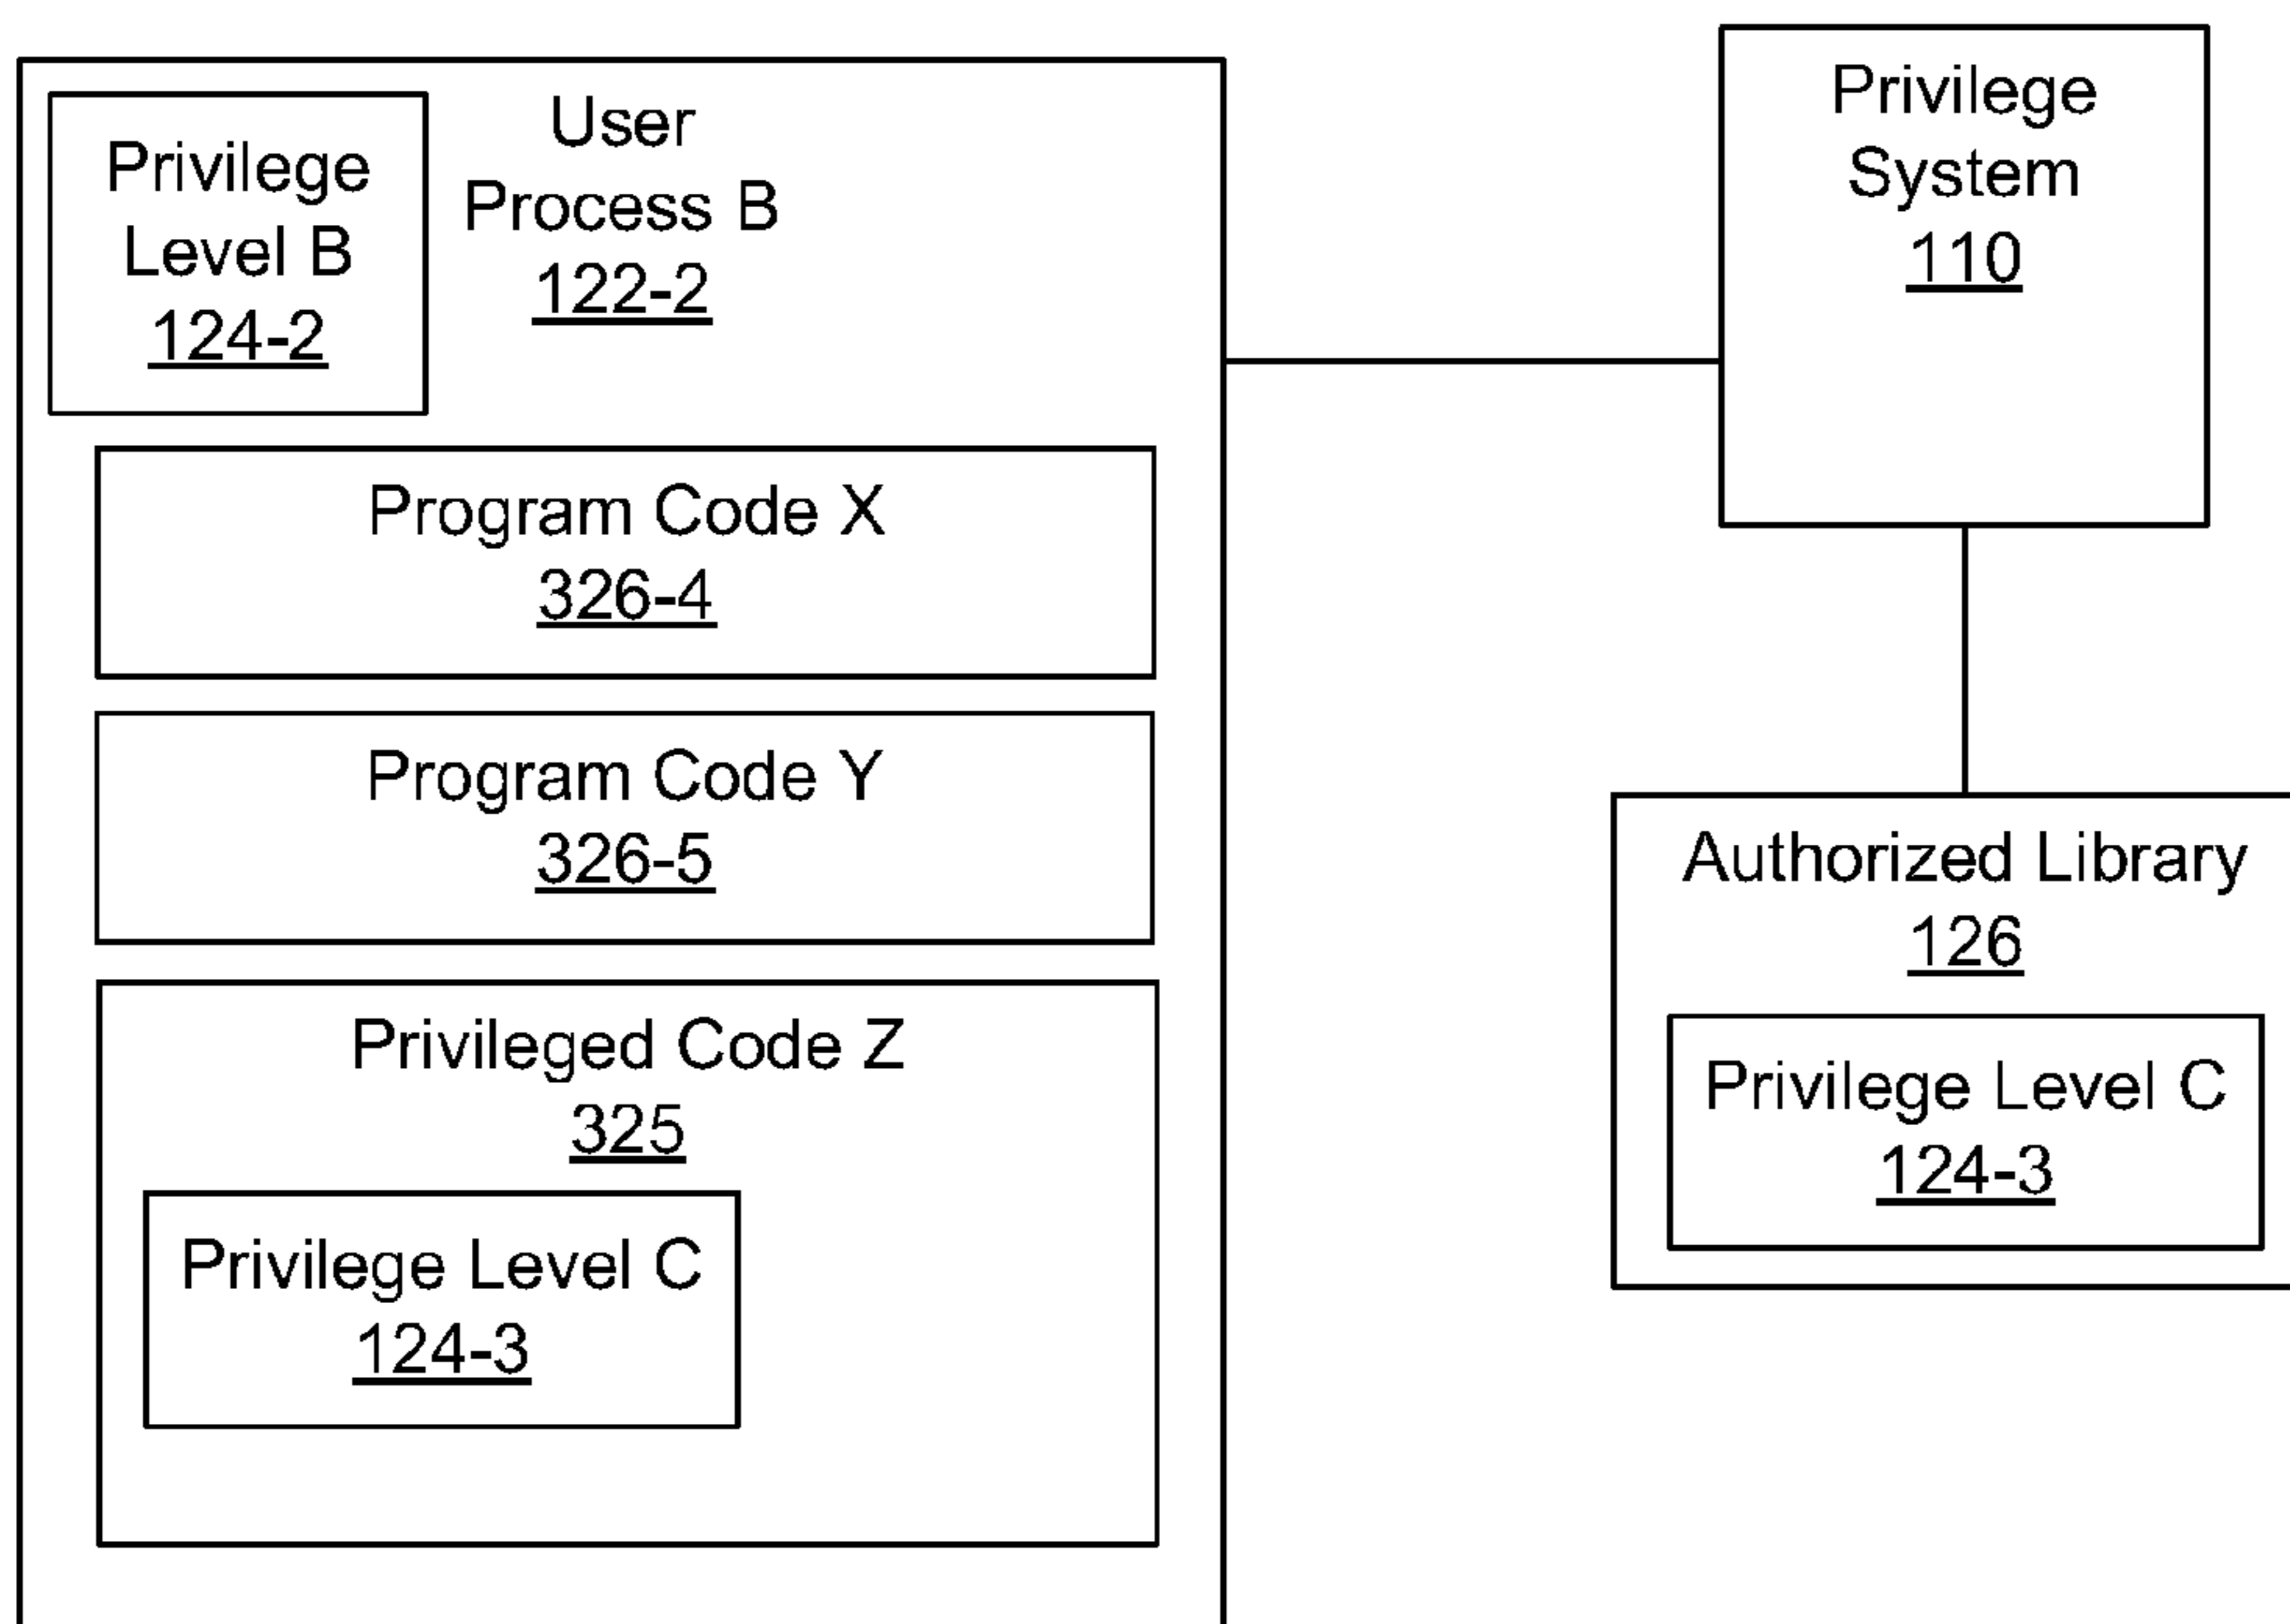 Privilege
Level B
124-2
User
Process B
122-2
Program Code X
326-4
Program Code Y
326-5
Privileged Code Z
325
Privilege Level C
124-3
Privilege
System
110
Authorized Library
126
Privilege Level C
124-3